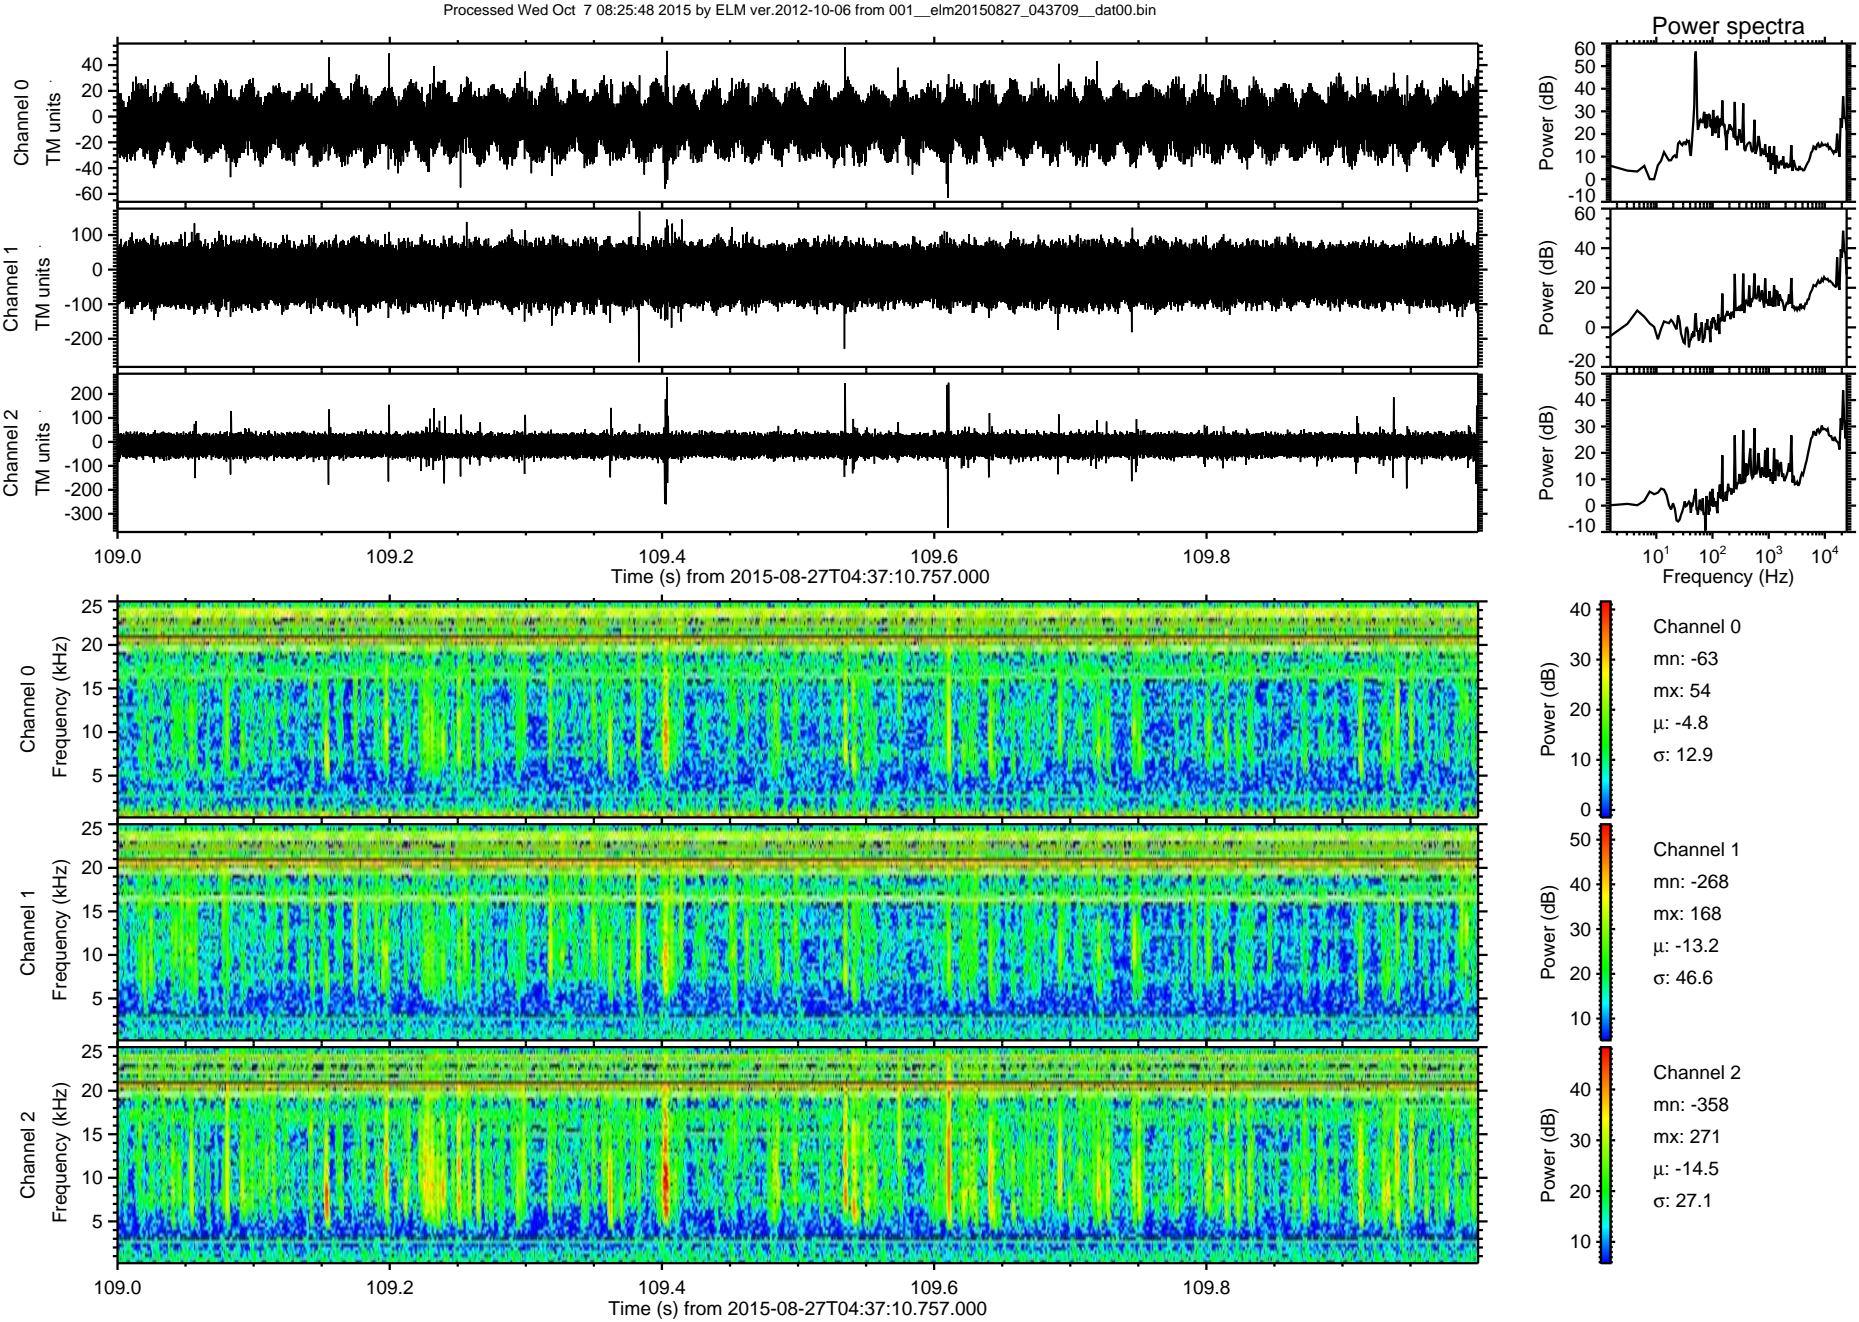 Processed Wed Oct 7 08:25:48 2015 by ELM ver.2012-10-06 from 001__elm20150827_043709__dat00.bin
Power spectra
Channel 0
TM units
40
20
0
-20
-40
-60
Power (dB)
60
50
40
30
20
10
0
-10
Channel 1
TM units
100
0
-100
-200
Power (dB)
60
40
20
0
-20
Channel 2
TM units
200
100
0
-100
-200
-300
Power (dB)
50
40
30
20
10
0
-10
109.0 109.2 109.4 109.6 109.8
Time (s) from 2015-08-27T04:37:10.757.000
10¹ 10² 10³ 10⁴
Frequency (Hz)
Channel 0
Frequency (kHz)
25
20
15
10
5
Power (dB)
40
30
20
10
0
Channel 0
mn: -63
mx: 54
μ: -4.8
σ: 12.9
Channel 1
Frequency (kHz)
25
20
15
10
5
Power (dB)
50
40
30
20
10
Channel 1
mn: -268
mx: 168
μ: -13.2
σ: 46.6
Channel 2
Frequency (kHz)
25
20
15
10
5
Power (dB)
40
30
20
10
Channel 2
mn: -358
mx: 271
μ: -14.5
σ: 27.1
109.0 109.2 109.4 109.6 109.8
Time (s) from 2015-08-27T04:37:10.757.000